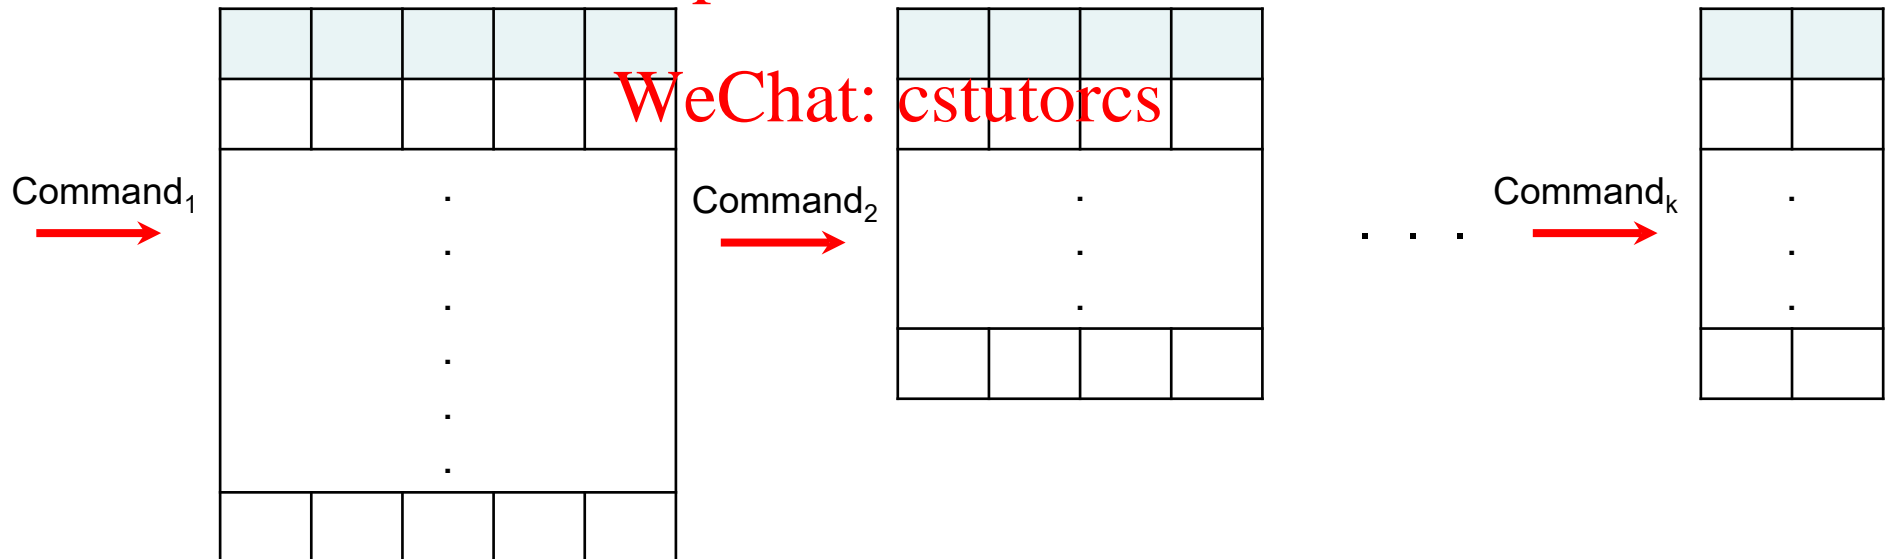 WeChat: cstutorcs
Command1
Command2
. . .
Commandk